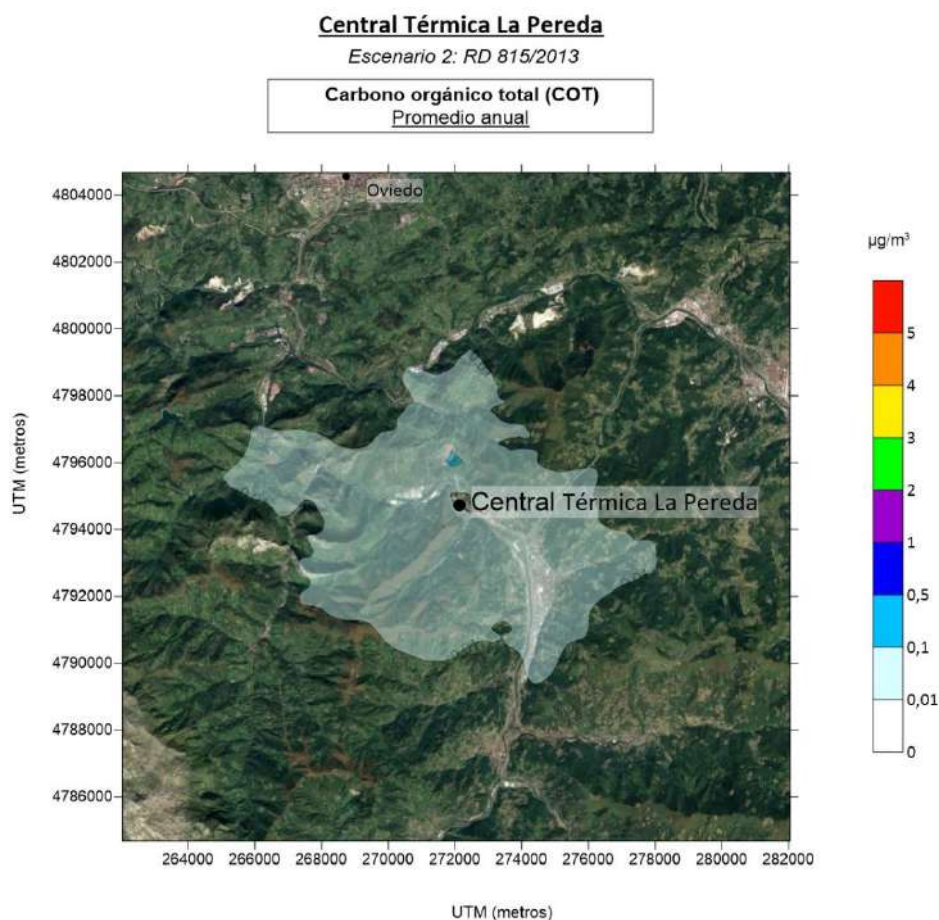 Central Térmica La Pereda
Escenario 2: RD 815/2013
Carbono orgánico total (COT)
Promedio anual
4804000
4802000
4800000
4798000
4796000
4794000
4792000
4790000
4788000
4786000
UTM (metros)
Oviedo
Central Térmica La Pereda
264000 266000 268000 270000 272000 274000 276000 278000 280000 282000
UTM (metros)
µg/m³
5
4
3
2
1
0,5
0,1
0,01
0